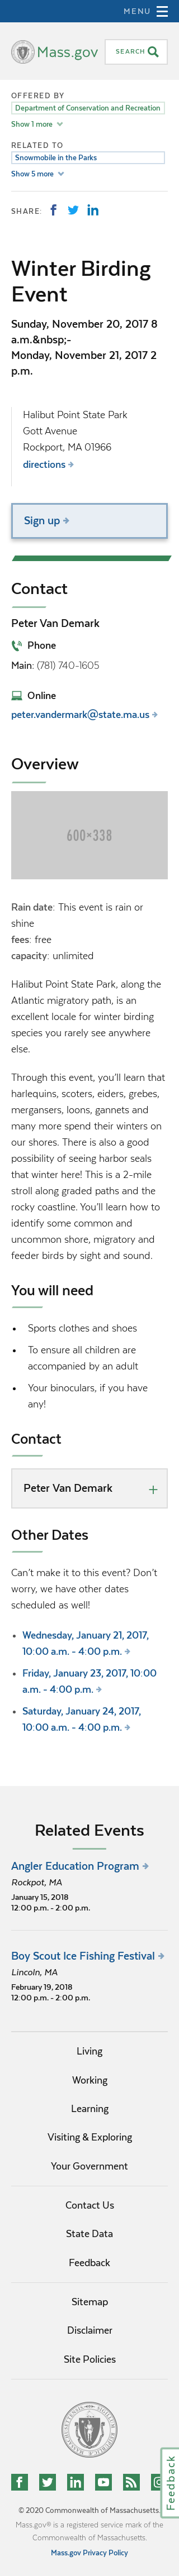 MENU
Mass.gov
SEARCH
OFFERED BY
Department of Conservation and Recreation
Show 1 more
RELATED TO
Snowmobile in the Parks
Show 5 more
SHARE:
Winter Birding
Event
Sunday, November 20, 2017 8
a.m.&nbsp;-
Monday, November 21, 2017 2
p.m.
Halibut Point State Park
Gott Avenue
Rockport, MA 01966
directions
Sign up
Contact
Peter Van Demark
Phone
Main: (781) 740-1605
Online
peter.vandermark@state.ma.us
Overview
600×338
Rain date: This event is rain or
shine
fees: free
capacity: unlimited
Halibut Point State Park, along the
Atlantic migratory path, is an
excelent locale for winter birding
species you rarely see anywhere
else.
Through this event, you’ll learn that
harlequins, scoters, eiders, grebes,
mergansers, loons, gannets and
many more spend their winters on
our shores. There is also a good
possibility of seeing harbor seals
that winter here! This is a 2-mile
stroll along graded paths and the
rocky coastline. You’ll learn how to
identify some common and
uncommon shore, migratory and
feeder birds by sight and sound.
You will need
• Sports clothes and shoes
• To ensure all children are
accompanied by an adult
• Your binoculars, if you have
any!
Contact
Peter Van Demark
Other Dates
Can’t make it to this event? Don’t
worry, we have other dates
scheduled as well!
• Wednesday, January 21, 2017,
10:00 a.m. - 4:00 p.m.
• Friday, January 23, 2017, 10:00
a.m. - 4:00 p.m.
• Saturday, January 24, 2017,
10:00 a.m. - 4:00 p.m.
Related Events
Angler Education Program
Rockpot, MA
January 15, 2018
12:00 p.m. - 2:00 p.m.
Boy Scout Ice Fishing Festival
Lincoln, MA
February 19, 2018
12:00 p.m. - 2:00 p.m.
Living
Working
Learning
Visiting & Exploring
Your Government
Contact Us
State Data
Feedback
Sitemap
Disclaimer
Site Policies
Feedback
© 2020 Commonwealth of Massachusetts.
Mass.gov® is a registered service mark of the
Commonwealth of Massachusetts.
Mass.gov Privacy Policy